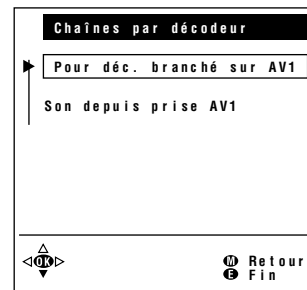 Chaînes par décodeur
Pour déc. branché sur AV1
Son depuis prise AV1
OK
M Retour
E Fin